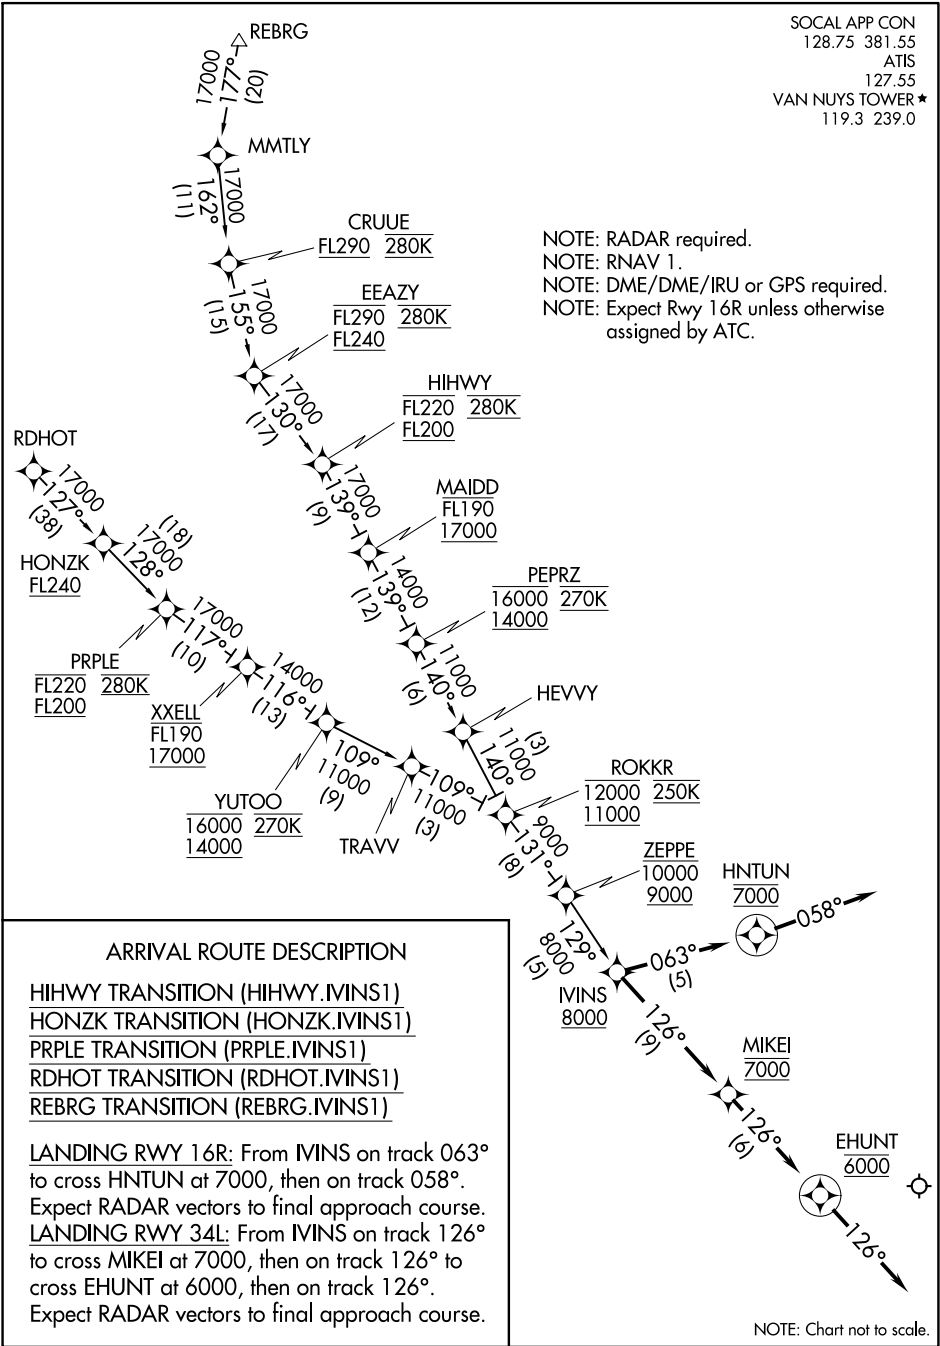 SOCAL APP CON
128.75 381.55
ATIS
127.55
VAN NUYS TOWER★
119.3 239.0
REBRG
17000
177°
(20)
MMTLY
17000
162°
(11)
CRUUE
FL290 280K
17000
155°
(15)
EEAZY
FL290 280K
FL240
NOTE: RADAR required.
NOTE: RNAV 1.
NOTE: DME/DME/IRU or GPS required.
NOTE: Expect Rwy 16R unless otherwise
assigned by ATC.
17000
130°
(17)
HIHWY
FL220 280K
FL200
RDHOT
17000
127°
(38)
17000
139°
(9)
MAIDD
FL190
17000
HONZK
FL240
(18)
17000
128°
14000
139°
(12)
PEPRZ
16000 270K
14000
PRPLE
FL220 280K
FL200
17000
117°
(10)
11000
140°
(6)
HEVVY
XXELL
FL190
17000
14000
116°
(13)
(3)
11000
140°
YUTOO
16000 270K
14000
109°
11000
(9)
TRAVV
109°
11000
(3)
ROKKR
12000 250K
11000
9000
131°
(8)
ZEPPE
10000
9000
HNTUN
7000
058°
129°
8000
(5)
063°
(5)
IVINS
8000
126°
(9)
MIKEI
7000
126°
(6)
EHUNT
6000
126°
ARRIVAL ROUTE DESCRIPTION
HIHWY TRANSITION (HIHWY.IVINS1)
HONZK TRANSITION (HONZK.IVINS1)
PRPLE TRANSITION (PRPLE.IVINS1)
RDHOT TRANSITION (RDHOT.IVINS1)
REBRG TRANSITION (REBRG.IVINS1)
LANDING RWY 16R: From IVINS on track 063°
to cross HNTUN at 7000, then on track 058°.
Expect RADAR vectors to final approach course.
LANDING RWY 34L: From IVINS on track 126°
to cross MIKEI at 7000, then on track 126° to
cross EHUNT at 6000, then on track 126°.
Expect RADAR vectors to final approach course.
NOTE: Chart not to scale.